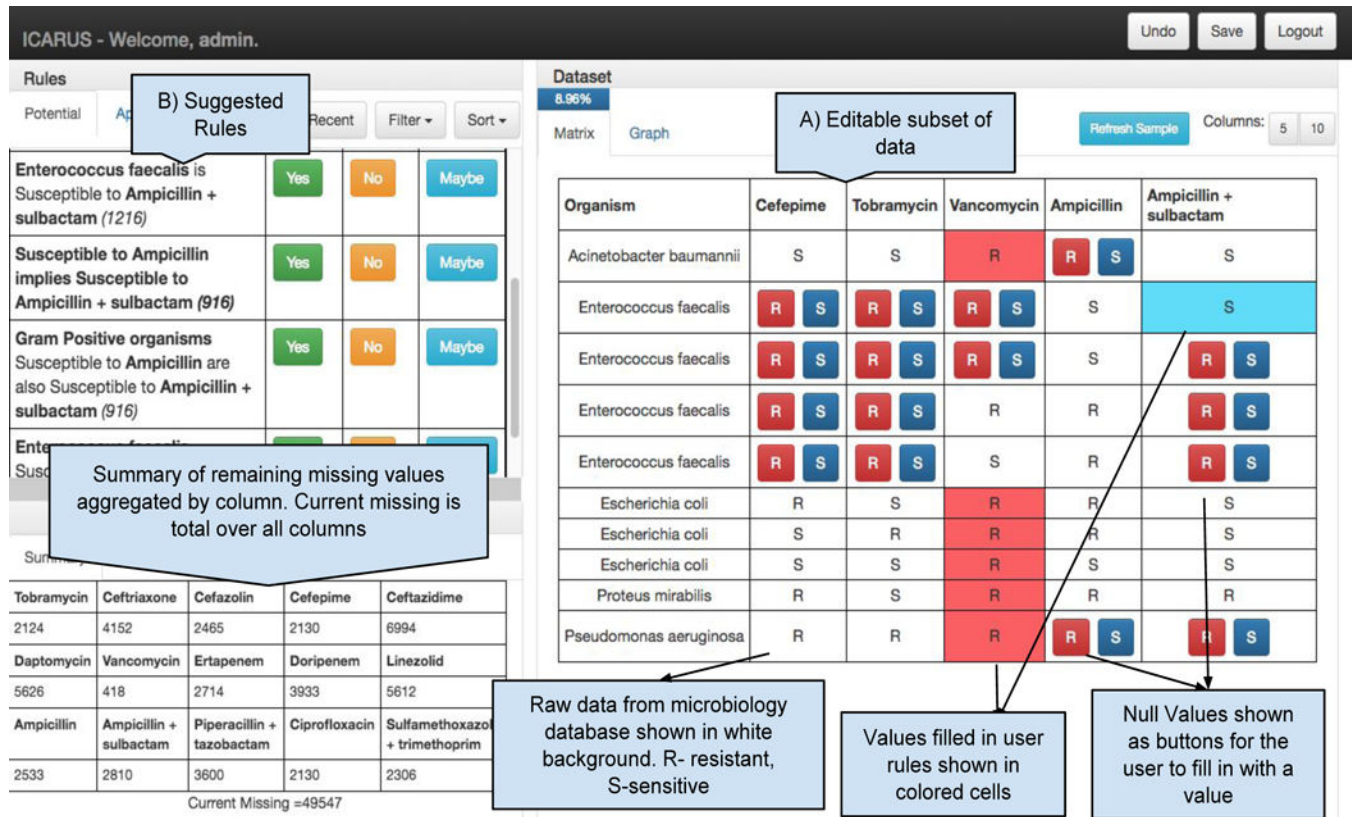 ICARUS - Welcome, admin.
Undo Save Logout
Rules
Potential
B) Suggested
Rules
Recent Filter Sort
Enterococcus faecalis is
Susceptible to Ampicillin +
sulbactam (1216)
Yes No Maybe
Susceptible to Ampicillin
implies Susceptible to
Ampicillin + sulbactam (916)
Yes No Maybe
Gram Positive organisms
Susceptible to Ampicillin are
also Susceptible to Ampicillin +
sulbactam (916)
Yes No Maybe
Summary of remaining missing values
aggregated by column. Current missing is
total over all columns
Tobramycin Ceftriaxone Cefazolin Cefepime Ceftazidime
2124 4152 2465 2130 6994
Daptomycin Vancomycin Ertapenem Doripenem Linezolid
5626 418 2714 3933 5612
Ampicillin Ampicillin + Piperacillin + Ciprofloxacin Sulfamethoxazol
sulbactam tazobactam + trimethoprim
2533 2810 3600 2130 2306
Current Missing =49547
Dataset
8.96%
Matrix Graph
A) Editable subset of
data
Refresh Sample Columns: 5 10
Organism Cefepime Tobramycin Vancomycin Ampicillin Ampicillin +
sulbactam
Acinetobacter baumannii S S R R S S
Enterococcus faecalis R S R S R S S S
Enterococcus faecalis R S R S R S S R S
Enterococcus faecalis R S R S R R R S
Enterococcus faecalis R S R S S R R S
Escherichia coli R S R R S
Escherichia coli S R R R S
Escherichia coli S S R S S
Proteus mirabilis R S R R R
Pseudomonas aeruginosa R R R R S R S
Raw data from microbiology
database shown in white
background. R- resistant,
S-sensitive
Values filled in user
rules shown in
colored cells
Null Values shown
as buttons for the
user to fill in with a
value